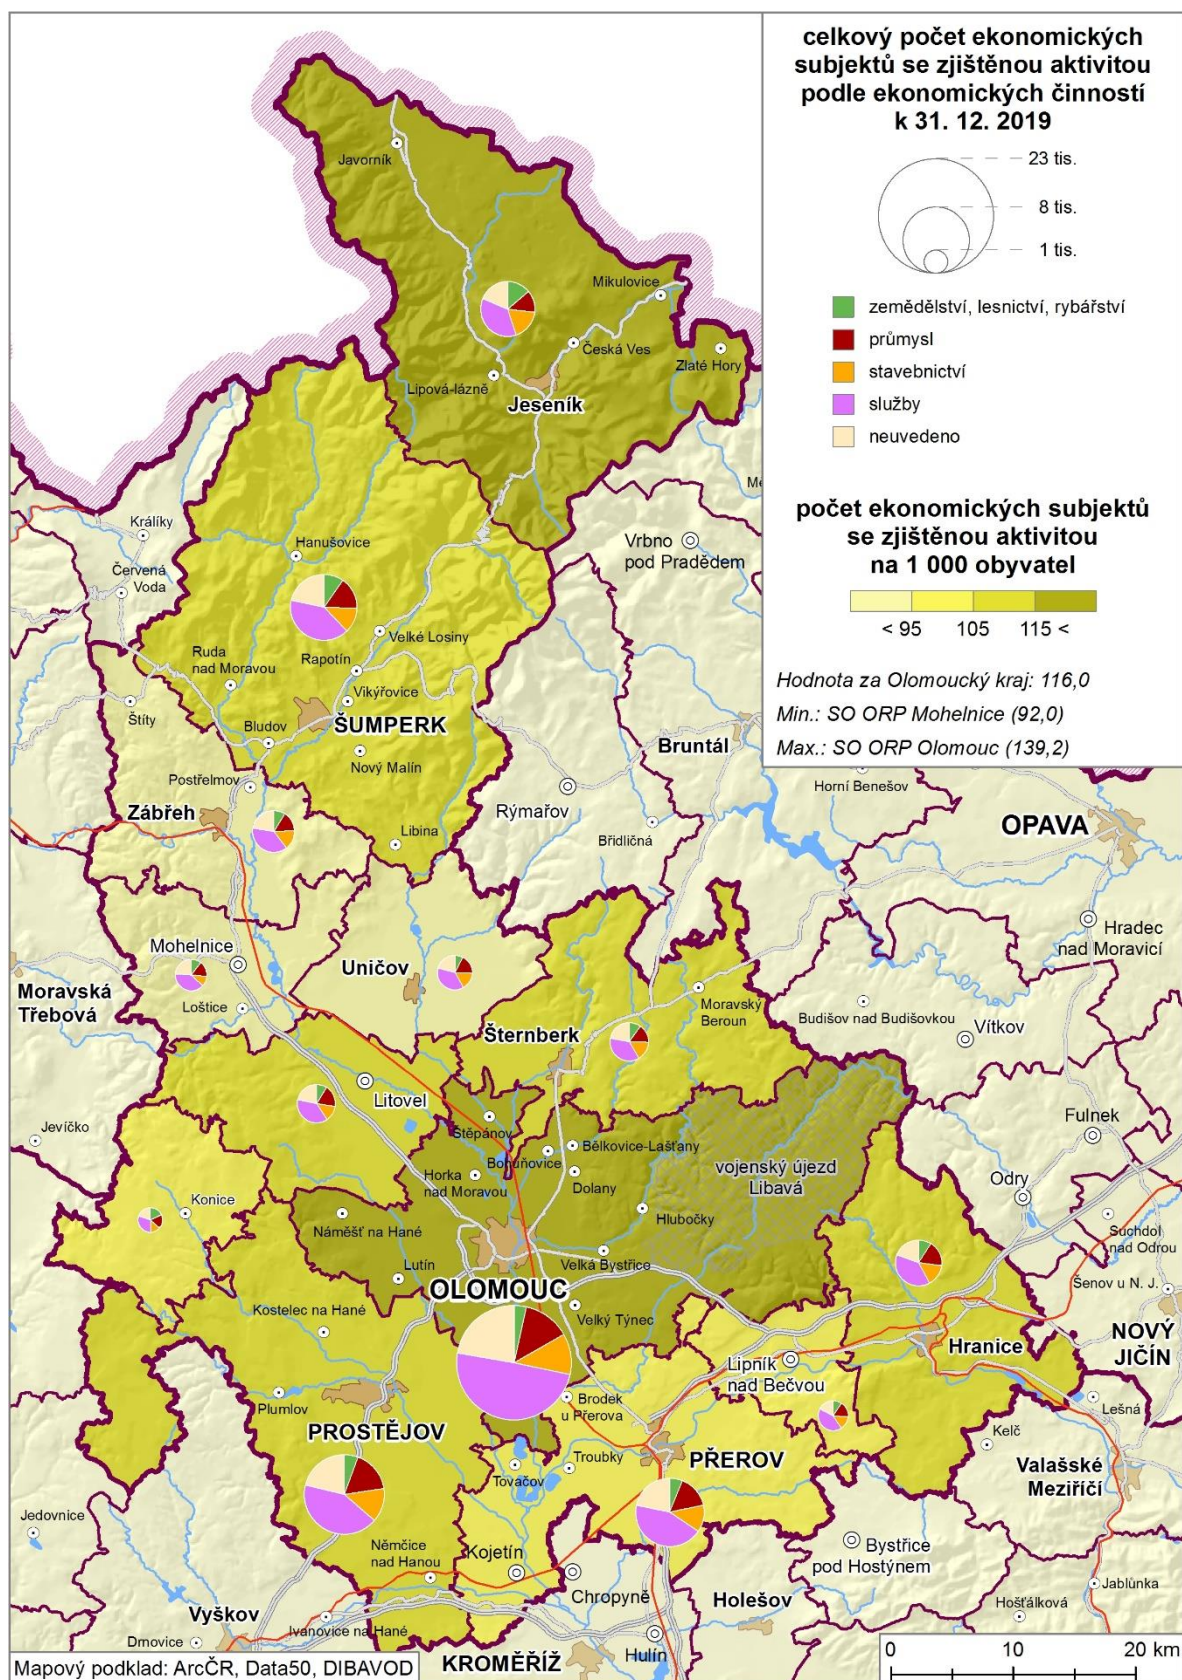 celkový počet ekonomických
subjektů se zjištěnou aktivitou
podle ekonomických činností
k 31. 12. 2019
23 tis.
8 tis.
1 tis.
zemědělství, lesnictví, rybářství
průmysl
stavebnictví
služby
neuvedeno
počet ekonomických subjektů
se zjištěnou aktivitou
na 1 000 obyvatel
< 95
105
115 <
Hodnota za Olomoucký kraj: 116,0
Min.: SO ORP Mohelnice (92,0)
Max.: SO ORP Olomouc (139,2)
Javorník
Mikulovice
Česká Ves
Zlaté Hory
Lipová-lázně
Jeseník
Králíky
Červená
Voda
Hanušovice
Vrbno
pod Pradědem
Velké Losiny
Ruda
nad Moravou
Rapotín
Vikýřovice
Štíty
Bludov
ŠUMPERK
Nový Malín
Bruntál
Postřelmov
Zábřeh
Rýmařov
Horní Benešov
Libina
Břidličná
OPAVA
Hradec
nad Moravicí
Mohelnice
Uničov
Moravská
Třebová
Loštice
Moravský
Beroun
Budišov nad Budišovkou
Vítkov
Šternberk
Litovel
Štěpánov
Jevíčko
Fulnek
Bohuňovice
Bělkovice-Lašťany
Horka
nad Moravou
Dolany
vojenský újezd
Libavá
Odry
Konice
Náměšť na Hané
Hlubočky
Suchdol
nad Odrou
Lutín
Velká Bystřice
OLOMOUC
Šenov u N. J.
Kostelec na Hané
Velký Týnec
NOVÝ
JIČÍN
Hranice
Lipník
nad Bečvou
Plumlov
Brodek
u Přerova
Lešná
PROSTĚJOV
Kelč
Troubky
PŘEROV
Tovačov
Valašské
Meziříčí
Jedovnice
Němčice
nad Hanou
Kojetín
Bystřice
pod Hostýnem
Chropyně
Holešov
Jablůnka
Hošťálková
Vyškov
Ivanovice na Hané
Drnovice
Hulín
KROMĚŘÍŽ
Mapový podklad: ArcČR, Data50, DIBAVOD
0
10
20 km